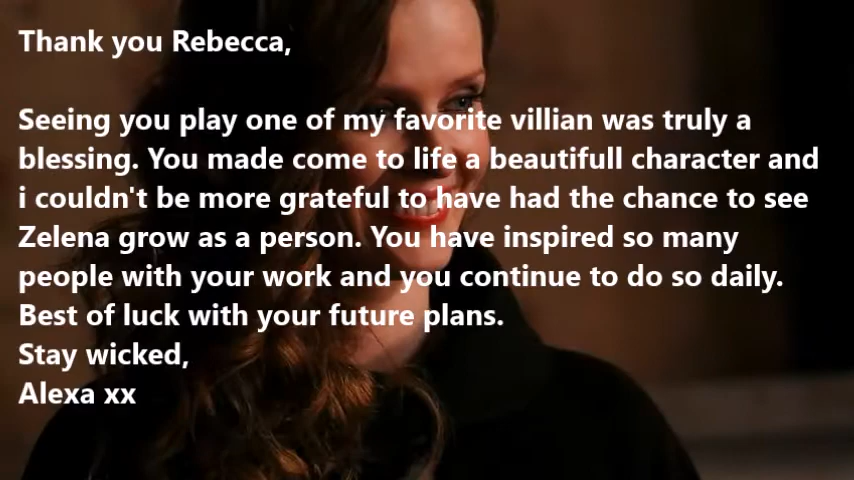 Thank you Rebecca,
Seeing you play one of my favorite villian was truly a
blessing. You made come to life a beautifull character and
i couldn't be more grateful to have had the chance to see
Zelena grow as a person. You have inspired so many
people with your work and you continue to do so daily.
Best of luck with your future plans.
Stay wicked,
Alexa xx